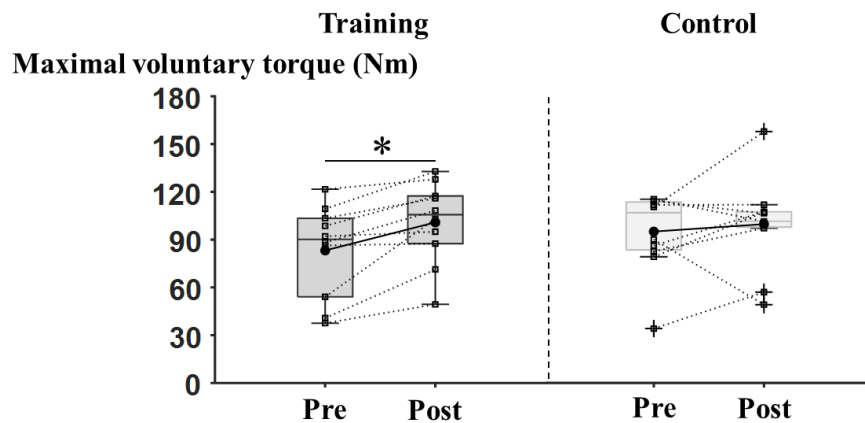 Training Control
Maximal voluntary torque (Nm)
180
150
*
120
90
60
30
0
Pre Post Pre Post